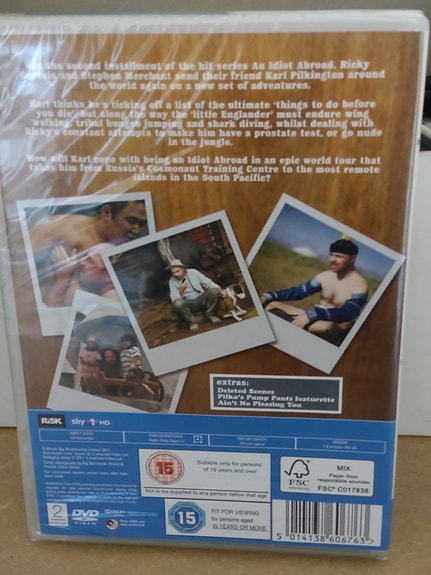 In the second installment of the hit series An Idiot Abroad, Ricky
Gervais and Stephen Merchant send their friend Karl Pilkington around
the world again on a new set of adventures.
Karl thinks he's ticking off a list of the ultimate 'things to do before
you die' but along the way the 'little Englander' must endure wing
walking, tribal bungee jumping and shark diving, whilst dealing with
Ricky's constant attempts to make him have a prostate test, or go nude
in the jungle.
How will Karl cope with being an Idiot Abroad in an epic world tour that
takes him from Russia's Cosmonaut Training Centre to the most remote
islands in the South Pacific?
extras:
Deleted Scenes
Pilko's Pump Pants featurette
Ain't No Pleasing You
RiSK
sky 1 HD
15
Suitable only for persons
of 15 years and over
Not to be supplied to any person below that age
FSC
MIX
Paper from
responsible sources
FSC® C017838
2
DVD
VIDEO
15
FIT FOR VIEWING
by persons aged
15 YEARS OR MORE
5 014138 606763